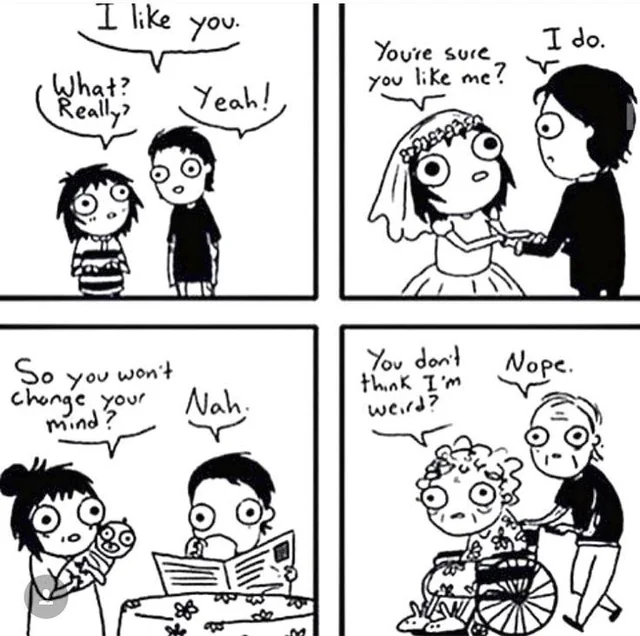 I like you.
What?
Really?
Yeah!
You're sure
you like me?
I do.
So you won't
change your
mind?
Nah.
You don't
think I'm
weird?
Nope.